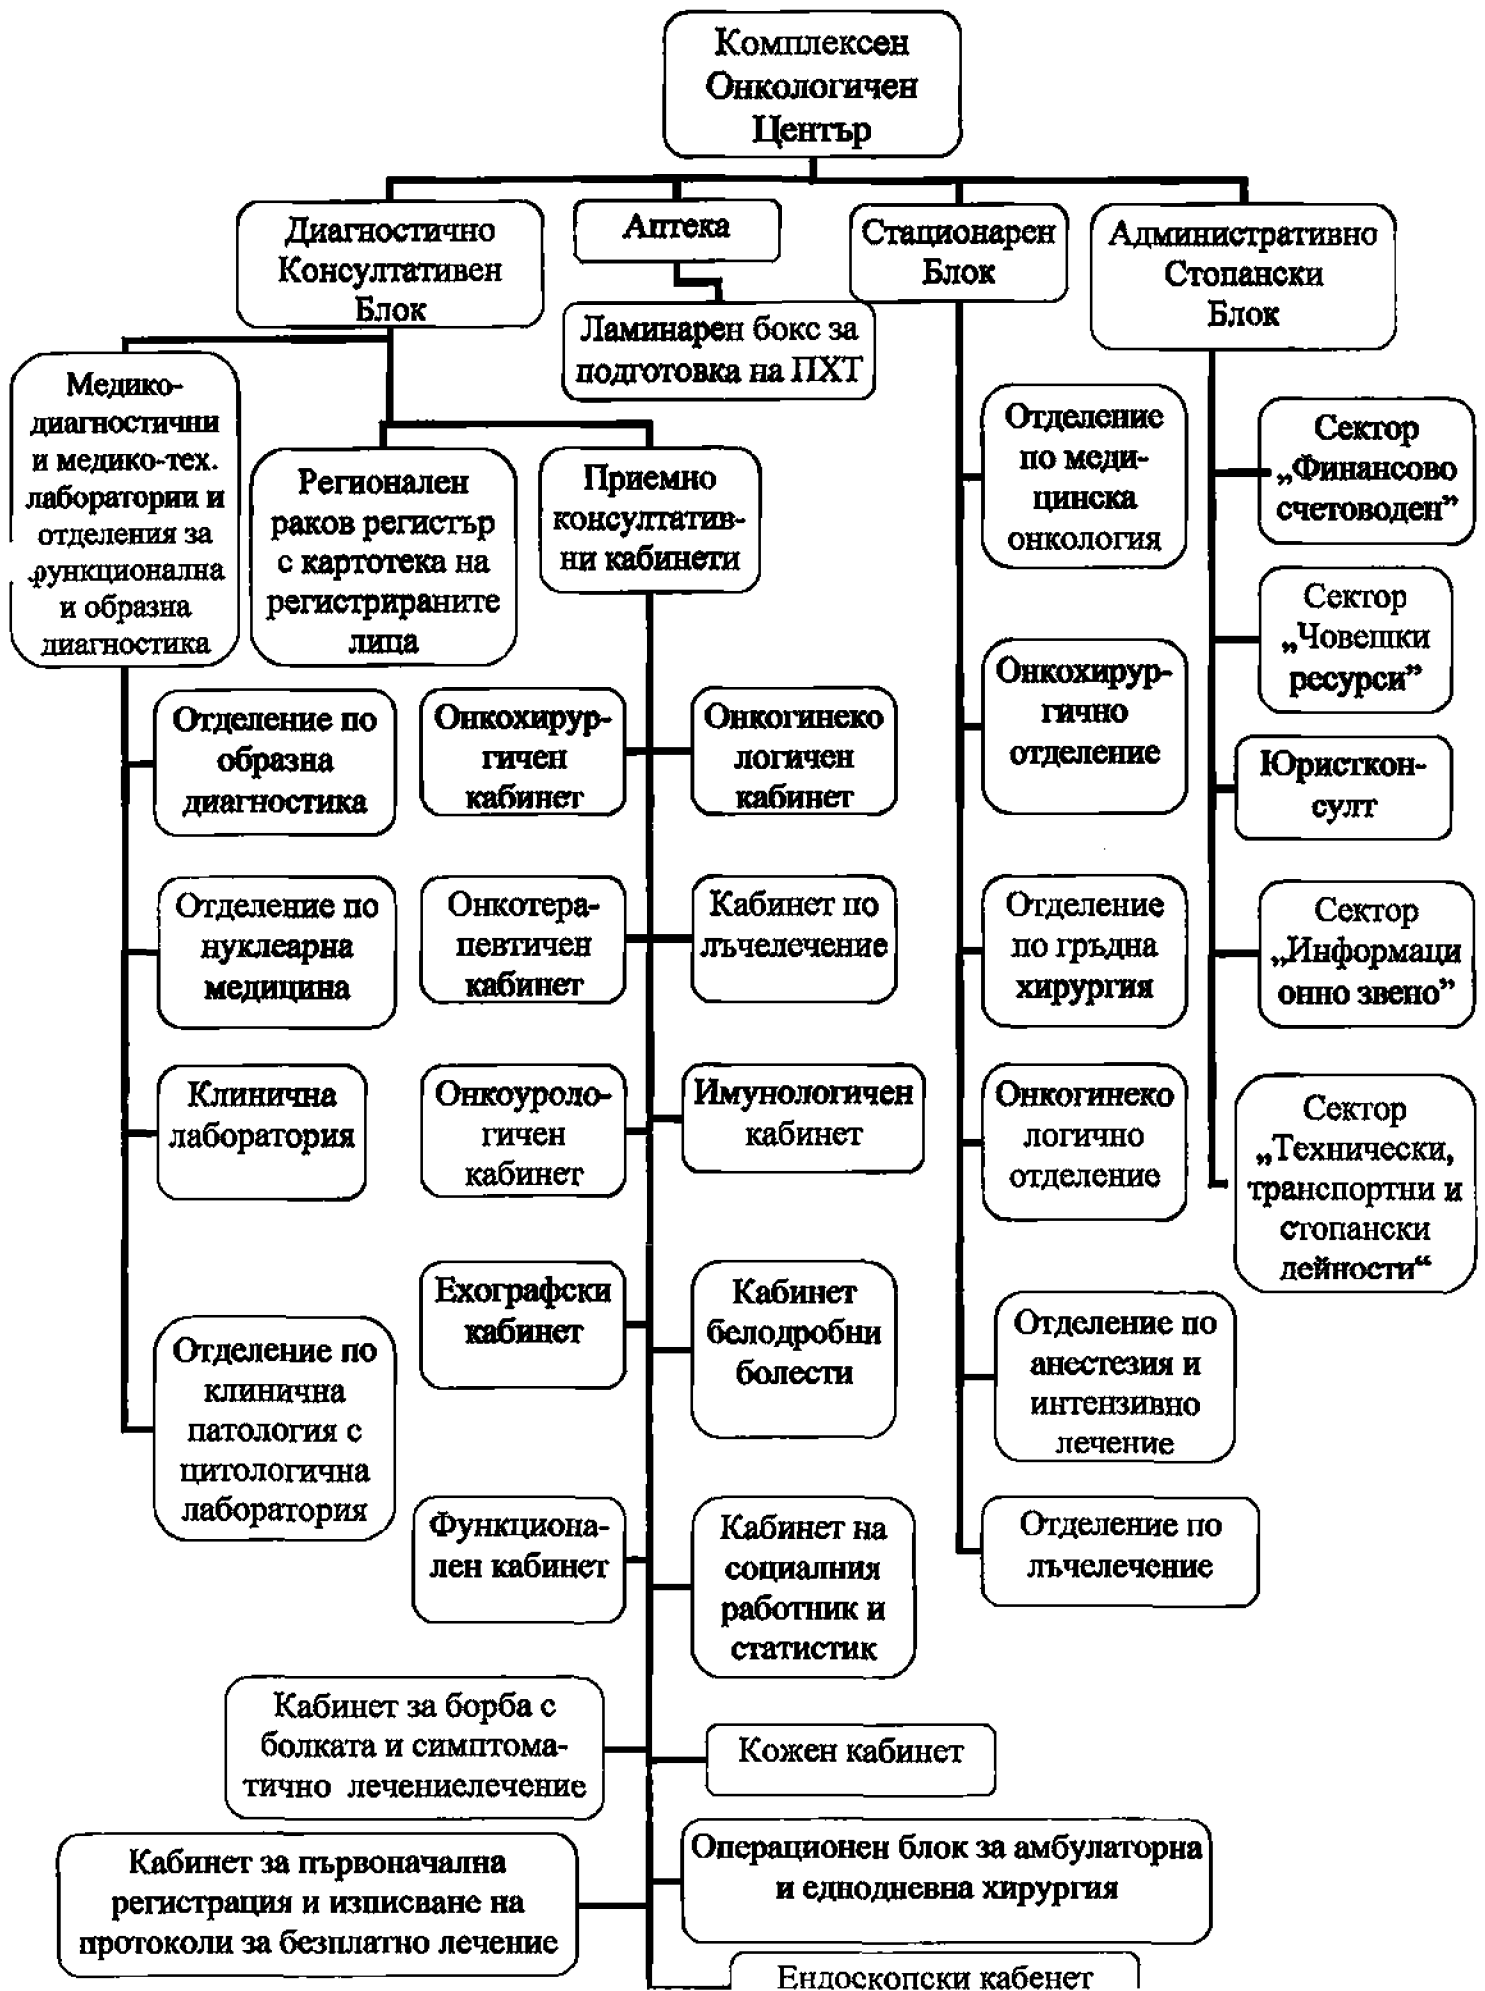 Комплексен
Онкологичен
Център
Диагностично
Консултативен
Блок
Аптека
Ламинарен бокс за
подготовка на ПХТ
Стационарен
Блок
Административно
Стопански
Блок
Медико-
диагностични
и медико-тех.
лаборатории и
отделения за
функционална
и образна
диагностика
Регионален
раков регистър
с картотека на
регистрираните
лица
Приемно
консултатив-
ни кабинети
Отделение по
образна
диагностика
Отделение по
нуклеарна
медицина
Клинична
лаборатория
Отделение по
клинична
патология с
цитологична
лаборатория
Онкохирур-
гичен
кабинет
Онкогинеко
логичен
кабинет
Онкотера-
певтичен
кабинет
Кабинет по
лъчелечение
Онкоуроло-
гичен
кабинет
Имунологичен
кабинет
Ехографски
кабинет
Кабинет
белодробни
болести
Функциона-
лен кабинет
Кабинет на
социалния
работник и
статистик
Кабинет за борба с
болката и симптома-
тично лечениелечение
Кожен кабинет
Кабинет за първоначална
регистрация и изписване на
протоколи за безплатно лечение
Операционен блок за амбулаторна
и еднодневна хирургия
Ендоскопски кабенет
Отделение
по меди-
цинска
онкология
Онкохирур-
гично
отделение
Отделение
по гръдна
хирургия
Онкогинеко
логично
отделение
Отделение по
анестезия и
интензивно
лечение
Отделение по
лъчелечение
Сектор
„Финансово
счетоводен”
Сектор
„Човешки
ресурси”
Юристкон-
султ
Сектор
„Информаци
онно звено”
Сектор
„Технически,
транспортни и
стопански
дейности“